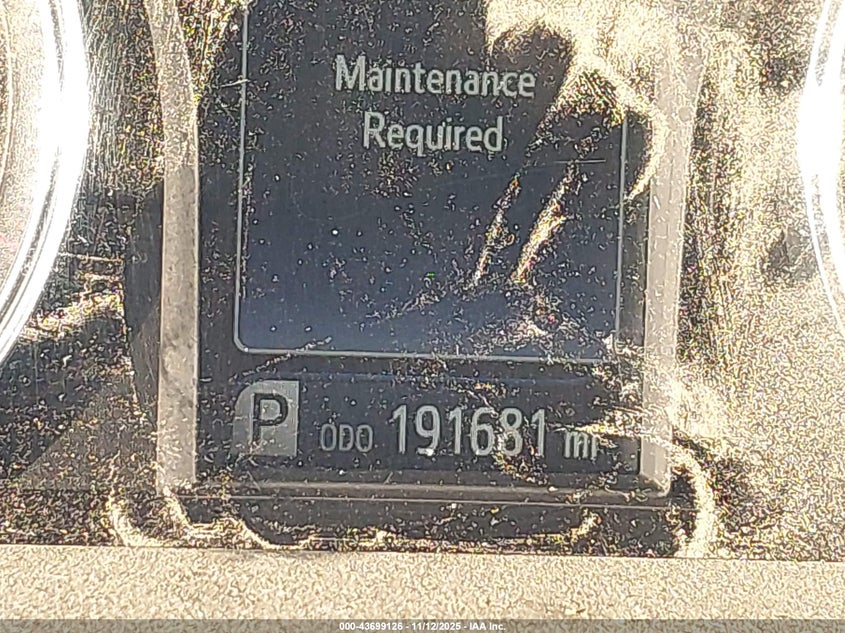 Maintenance
Required
P ODO 191681 mi
000-43699126 - 11/12/2025 - IAA Inc.